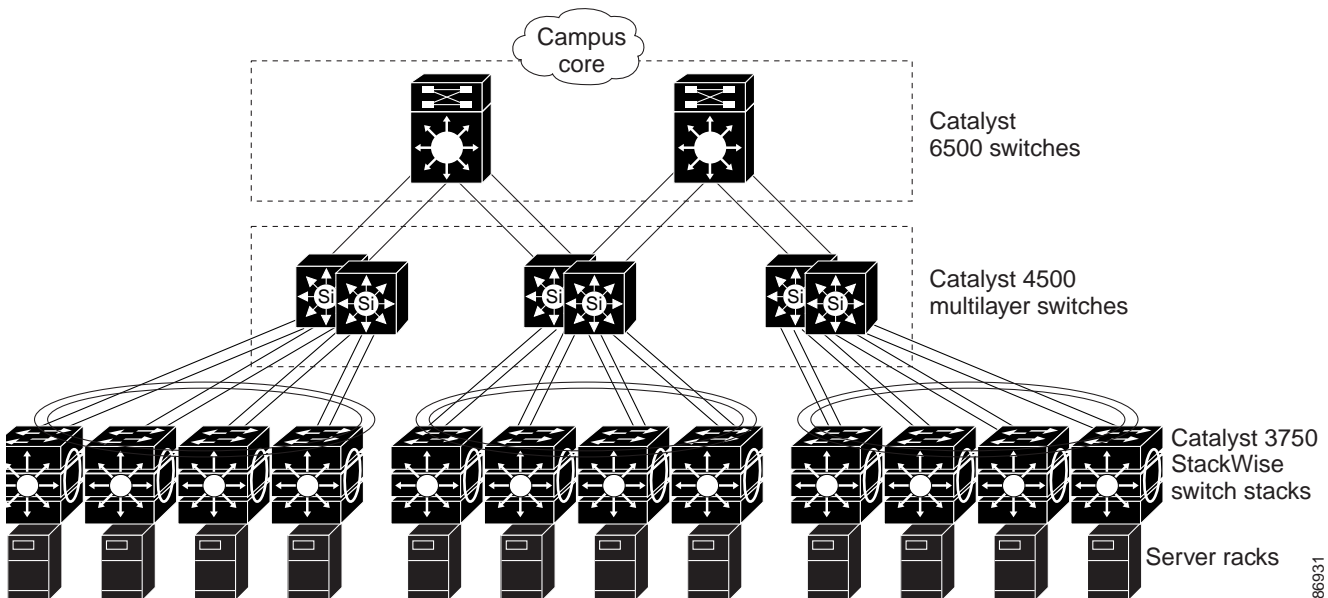 Campus
core
Catalyst
6500 switches
Si
Si
Si
Si
Si
Si
Catalyst 4500
multilayer switches
Catalyst 3750
StackWise
switch stacks
Server racks
86931